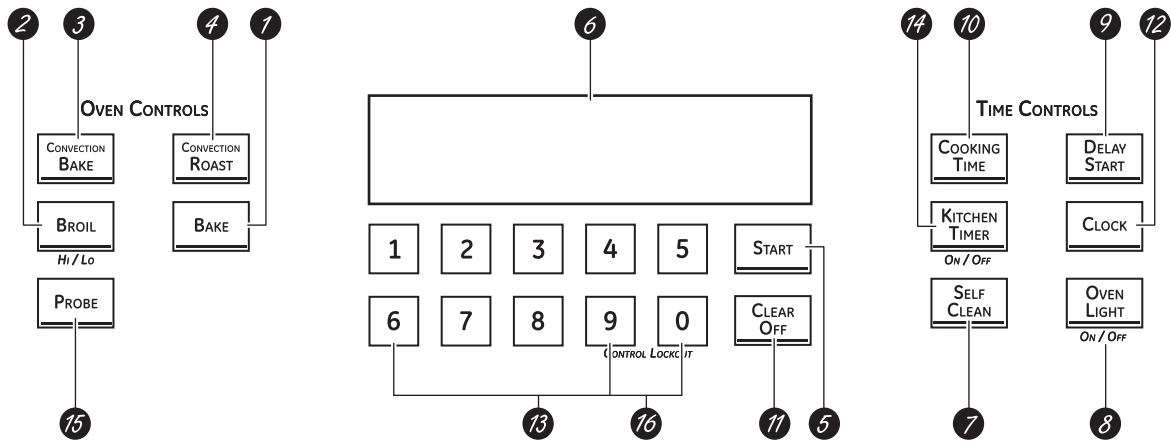 2 3 4 1 6 14 10 9 12
OVEN CONTROLS
TIME CONTROLS
CONVECTION
BAKE
CONVECTION
ROAST
BROIL
HI / LO
BAKE
PROBE
1 2 3 4 5
START
6 7 8 9 0
CLEAR
OFF
CONTROL LOCKOUT
COOKING
TIME
DELAY
START
KITCHEN
TIMER
ON / OFF
CLOCK
SELF
CLEAN
OVEN
LIGHT
ON / OFF
15 13 16 11 5 7 8